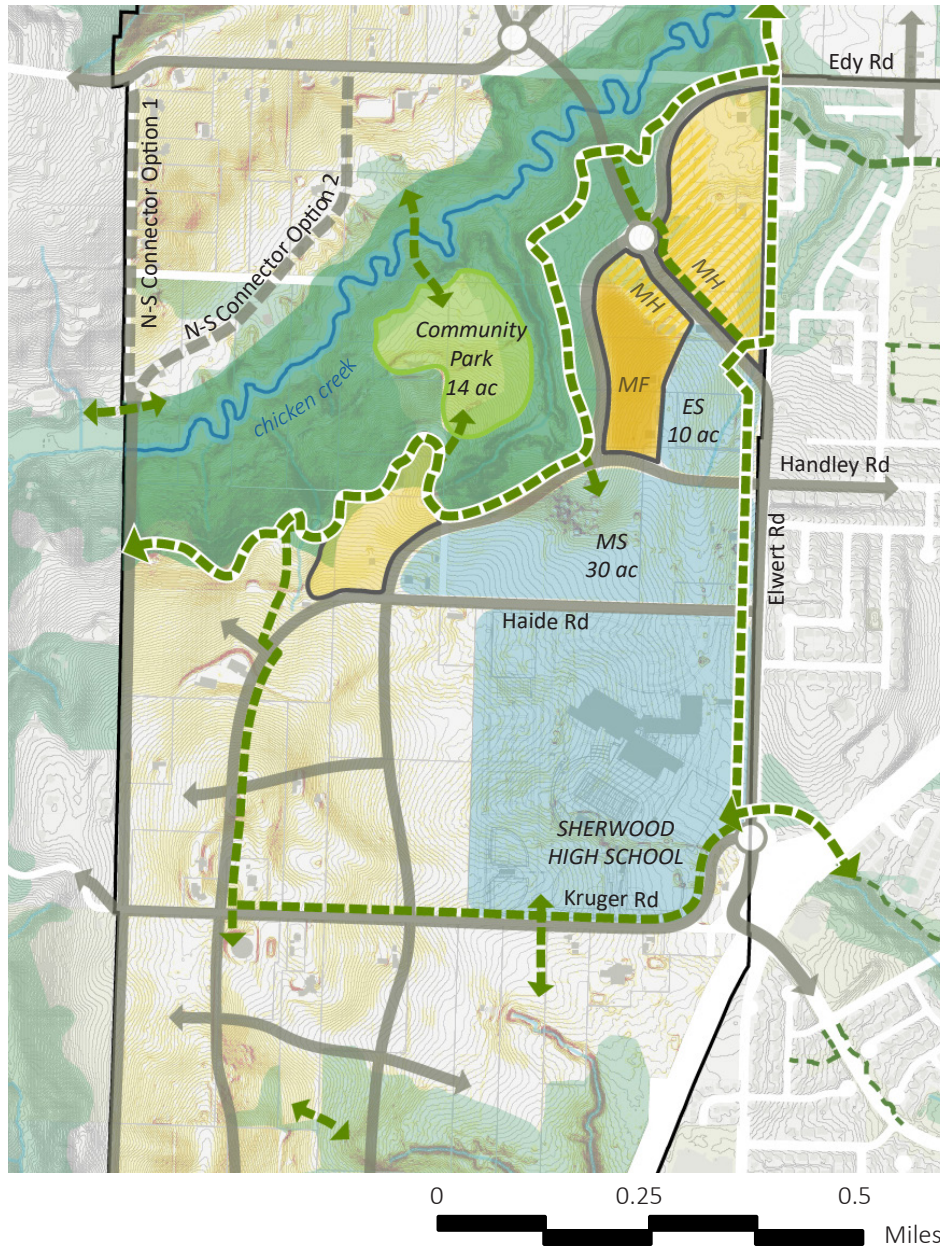 Edy Rd
N-S Connector Option 1
N-S Connector Option 2
MH
MH
Community
Park
14 ac
chicken creek
MF
ES
10 ac
Handley Rd
MS
30 ac
Elwert Rd
Haide Rd
SHERWOOD
HIGH SCHOOL
Kruger Rd
0 0.25 0.5
Miles